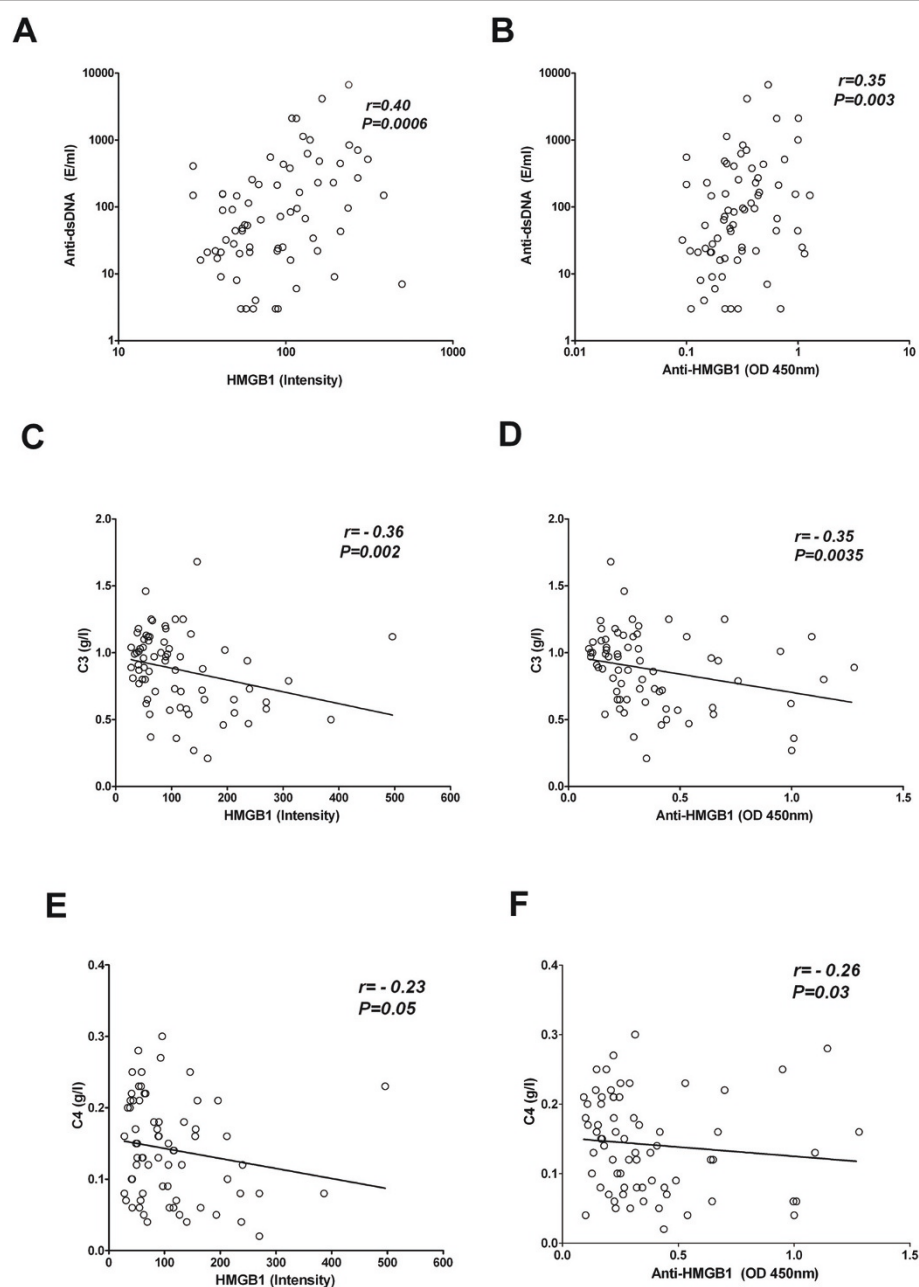 A
10000
1000
100
10
1
Anti-dsDNA (E/ml)
r=0.40
P=0.0006
10
100
1000
HMGB1 (Intensity)
B
10000
1000
100
10
1
Anti-dsDNA (E/ml)
r=0.35
P=0.003
0.01
0.1
1
10
Anti-HMGB1 (OD 450nm)
C
2.0
1.5
1.0
0.5
0.0
C3 (g/l)
r= - 0.36
P=0.002
0
100
200
300
400
500
600
HMGB1 (Intensity)
D
2.0
1.5
1.0
0.5
0.0
C3 (g/l)
r= - 0.35
P=0.0035
0.0
0.5
1.0
1.5
Anti-HMGB1 (OD 450nm)
E
0.4
0.3
0.2
0.1
0.0
C4 (g/l)
r= - 0.23
P=0.05
0
100
200
300
400
500
600
HMGB1 (Intensity)
F
0.4
0.3
0.2
0.1
0.0
C4 (g/l)
r= - 0.26
P=0.03
0.0
0.5
1.0
1.5
Anti-HMGB1 (OD 450nm)